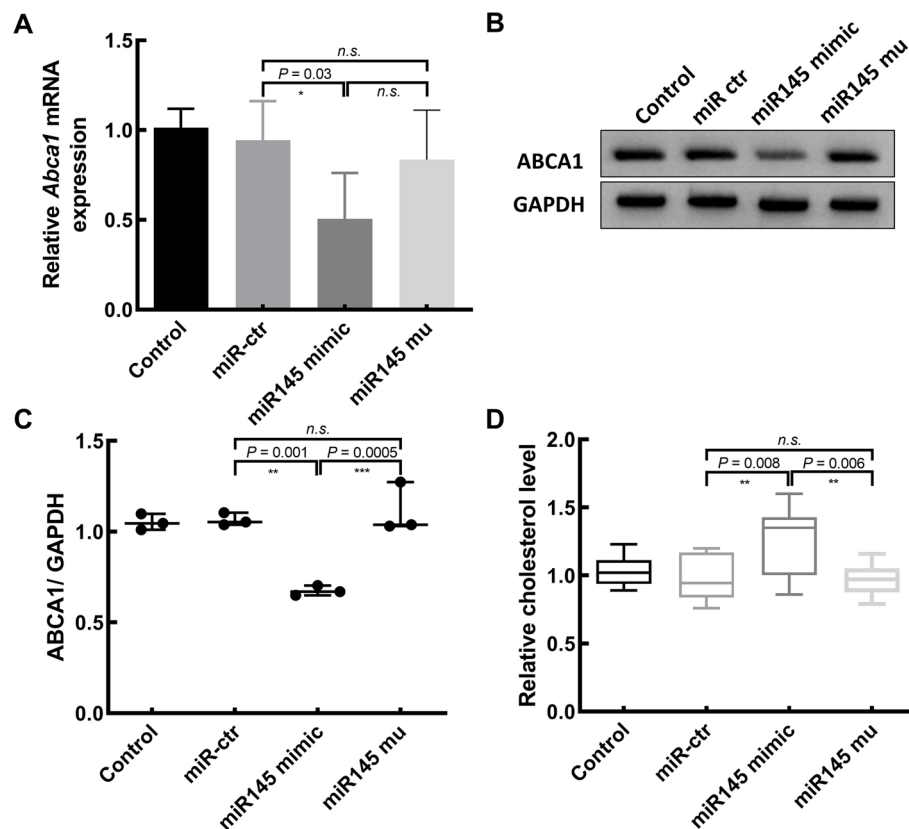 A
Relative Abca1 mRNA
expression
1.5
1.0
0.5
0.0
n.s.
P = 0.03
*
n.s.
Control
miR-ctr
miR145 mimic
miR145 mu
B
Control
miR ctr
miR145 mimic
miR145 mu
ABCA1
GAPDH
C
ABCA1/ GAPDH
1.5
1.0
0.5
0.0
n.s.
P = 0.001
P = 0.0005
**
***
Control
miR-ctr
miR145 mimic
miR145 mu
D
Relative cholesterol level
2.0
1.5
1.0
0.5
0.0
n.s.
P = 0.008
P = 0.006
**
**
Control
miR-ctr
miR145 mimic
miR145 mu